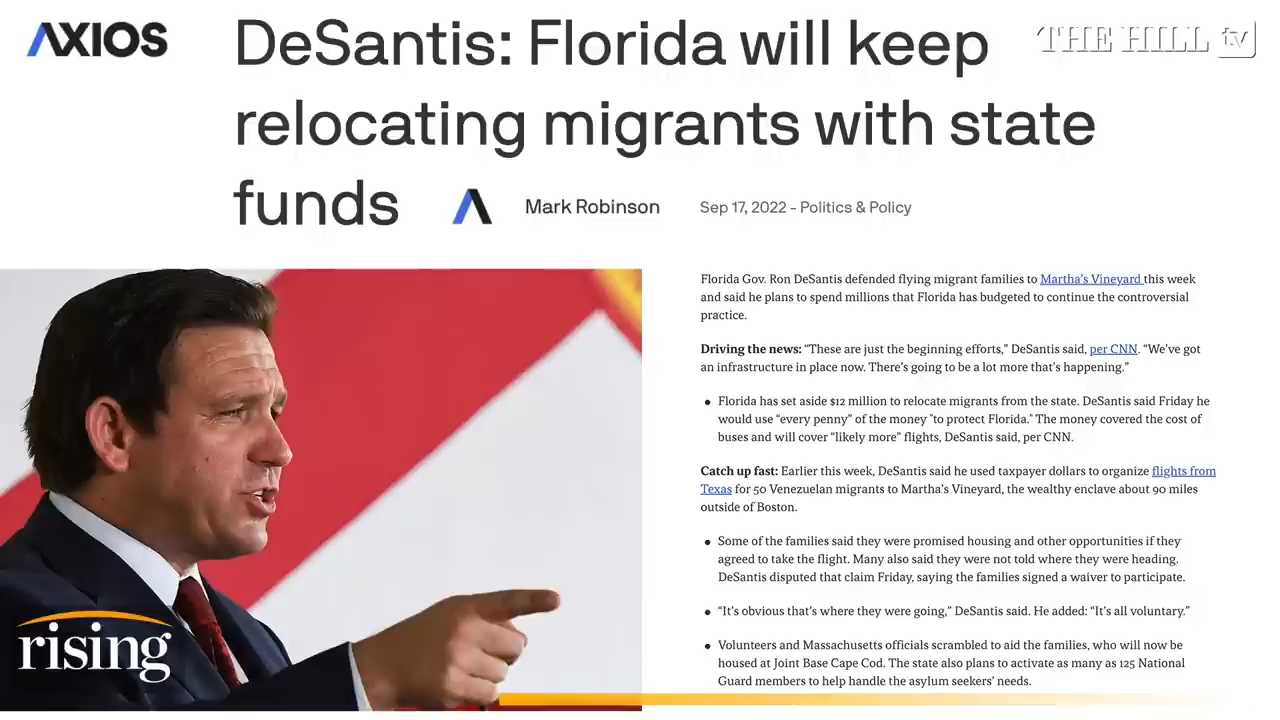 AXIOS
THE HILL tv
DeSantis: Florida will keep
relocating migrants with state
funds
Mark Robinson
Sep 17, 2022 - Politics & Policy
Florida Gov. Ron DeSantis defended flying migrant families to Martha's Vineyard this week
and said he plans to spend millions that Florida has budgeted to continue the controversial
practice.
Driving the news: “These are just the beginning efforts,” DeSantis said, per CNN. “We've got
an infrastructure in place now. There's going to be a lot more that's happening.”
● Florida has set aside $12 million to relocate migrants from the state. DeSantis said Friday he
would use “every penny” of the money "to protect Florida." The money covered the cost of
buses and will cover “likely more” flights, DeSantis said, per CNN.
Catch up fast: Earlier this week, DeSantis said he used taxpayer dollars to organize flights from
Texas for 50 Venezuelan migrants to Martha's Vineyard, the wealthy enclave about 90 miles
outside of Boston.
● Some of the families said they were promised housing and other opportunities if they
agreed to take the flight. Many also said they were not told where they were heading.
DeSantis disputed that claim Friday, saying the families signed a waiver to participate.
● “It's obvious that's where they were going,” DeSantis said. He added: “It's all voluntary.”
● Volunteers and Massachusetts officials scrambled to aid the families, who will now be
housed at Joint Base Cape Cod. The state also plans to activate as many as 125 National
Guard members to help handle the asylum seekers' needs.
rising